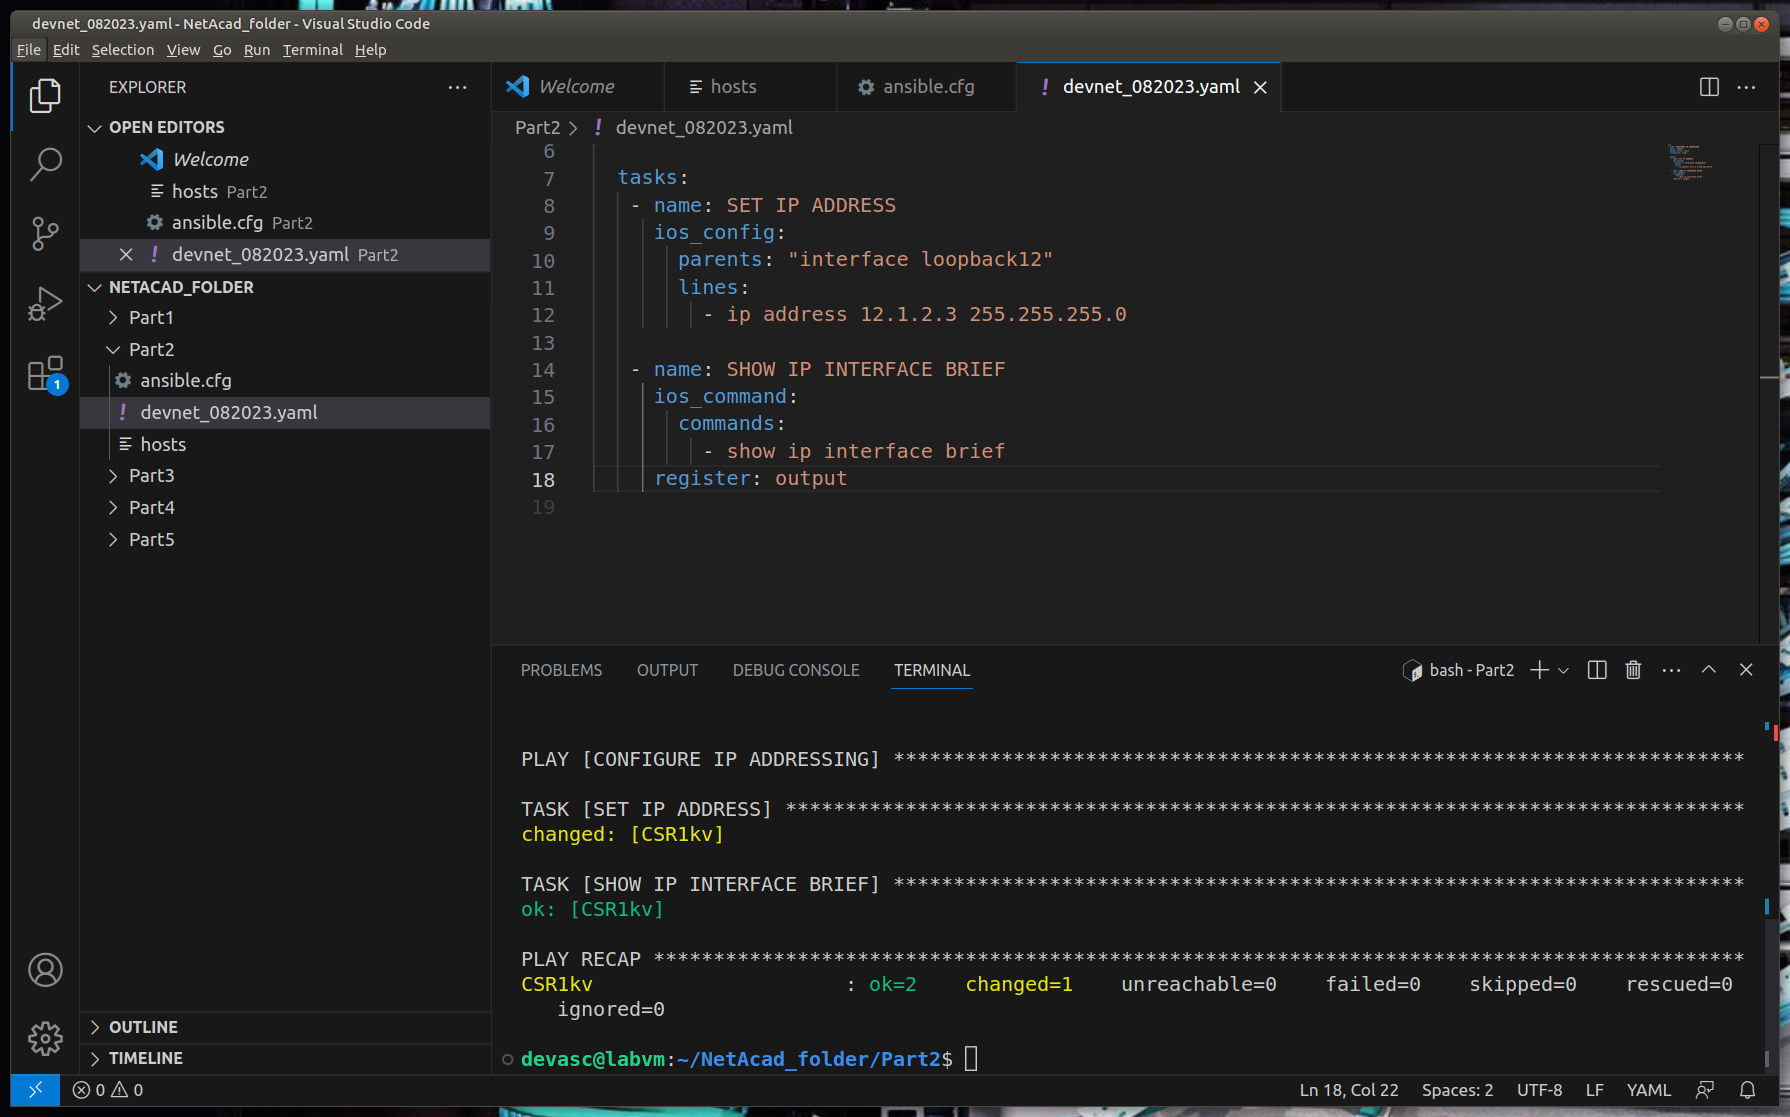 devnet_082023.yaml - NetAcad_folder - Visual Studio Code
File Edit Selection View Go Run Terminal Help
EXPLORER
OPEN EDITORS
Welcome
hosts Part2
ansible.cfg Part2
devnet_082023.yaml Part2
NETACAD_FOLDER
Part1
Part2
ansible.cfg
devnet_082023.yaml
hosts
Part3
Part4
Part5
OUTLINE
TIMELINE
1
Welcome hosts ansible.cfg ! devnet_082023.yaml
Part2 > ! devnet_082023.yaml
6
7 tasks:
8 - name: SET IP ADDRESS
9 ios_config:
10 parents: "interface loopback12"
11 lines:
12 - ip address 12.1.2.3 255.255.255.0
13
14 - name: SHOW IP INTERFACE BRIEF
15 ios_command:
16 commands:
17 - show ip interface brief
18 register: output
19
PROBLEMS OUTPUT DEBUG CONSOLE TERMINAL
bash - Part2
PLAY [CONFIGURE IP ADDRESSING] ***********************************************************************
TASK [SET IP ADDRESS] ********************************************************************************
changed: [CSR1kv]
TASK [SHOW IP INTERFACE BRIEF] ***********************************************************************
ok: [CSR1kv]
PLAY RECAP *******************************************************************************************
CSR1kv : ok=2 changed=1 unreachable=0 failed=0 skipped=0 rescued=0
ignored=0
devasc@labvm:~/NetAcad_folder/Part2$
0 0
Ln 18, Col 22 Spaces: 2 UTF-8 LF YAML